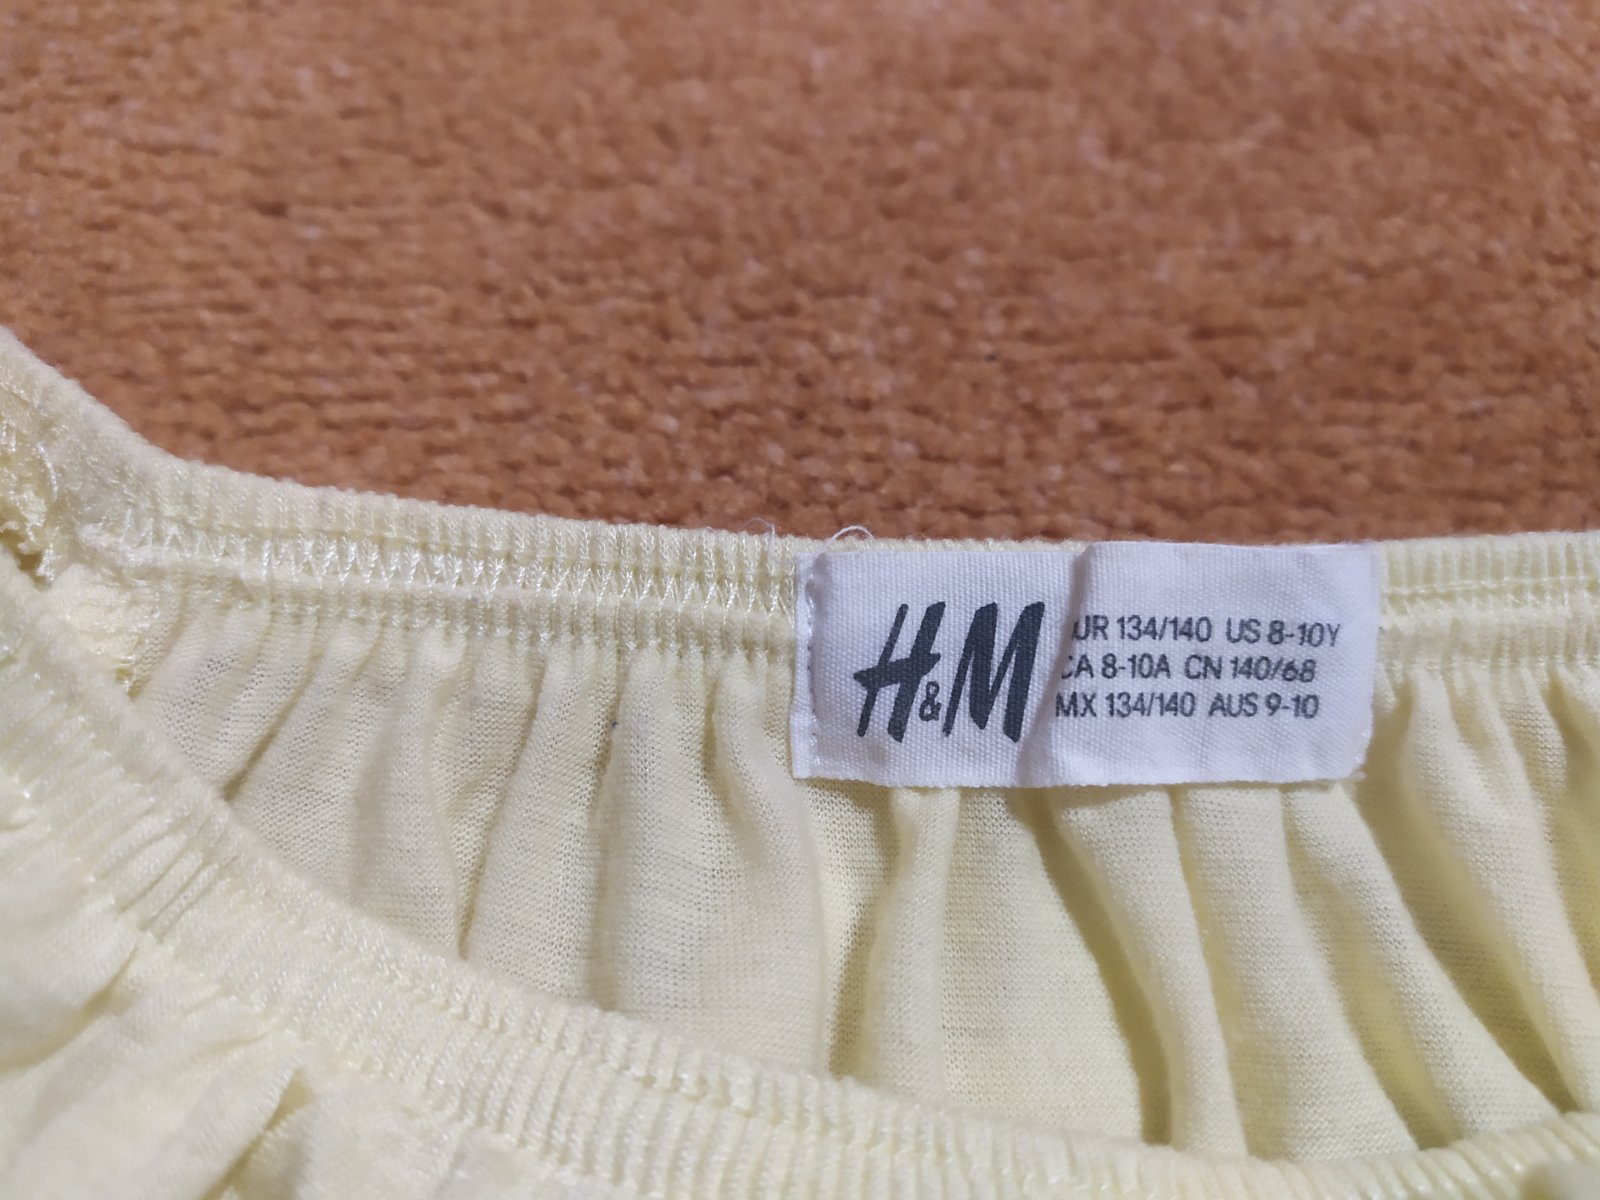 H&M
UR 134/140 US 8-10Y
CA 8-10A CN 140/68
MX 134/140 AUS 9-10